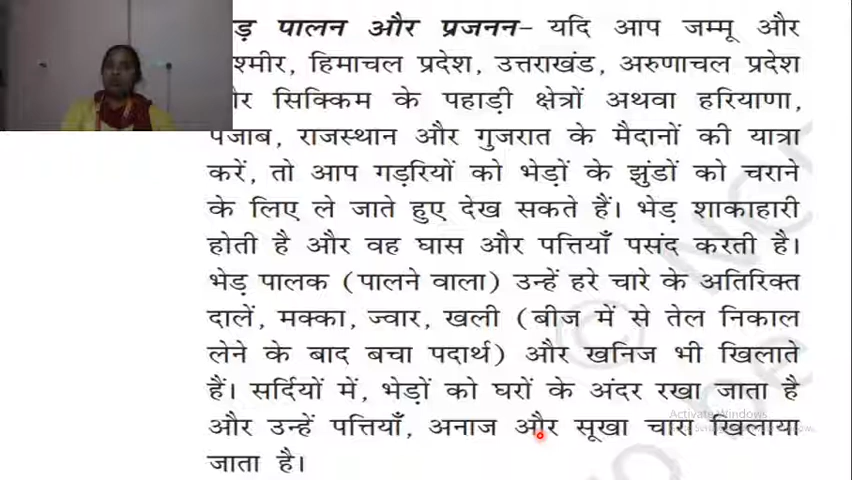 पालन और प्रजनन– यदि आप जम्मू और
हिमाचल प्रदेश, उत्तराखंड, अरुणाचल प्रदेश
सिक्किम के पहाड़ी क्षेत्रों अथवा हरियाणा,
पंजाब, राजस्थान और गुजरात के मैदानों की यात्रा
करें, तो आप गड़रियों को भेड़ों के झुंडों को चराने
के लिए ले जाते हुए देख सकते हैं। भेड़ शाकाहारी
होती है और वह घास और पत्तियाँ पसंद करती है।
भेड़ पालक (पालने वाला) उन्हें हरे चारे के अतिरिक्त
दालें, मक्का, ज्वार, खली (बीज में से तेल निकाल
लेने के बाद बचा पदार्थ) और खनिज भी खिलाते
हैं। सर्दियों में, भेड़ों को घरों के अंदर रखा जाता है
Activate Windows
और उन्हें पत्तियाँ, अनाज और सूखा चारा खिलाया
जाता है।